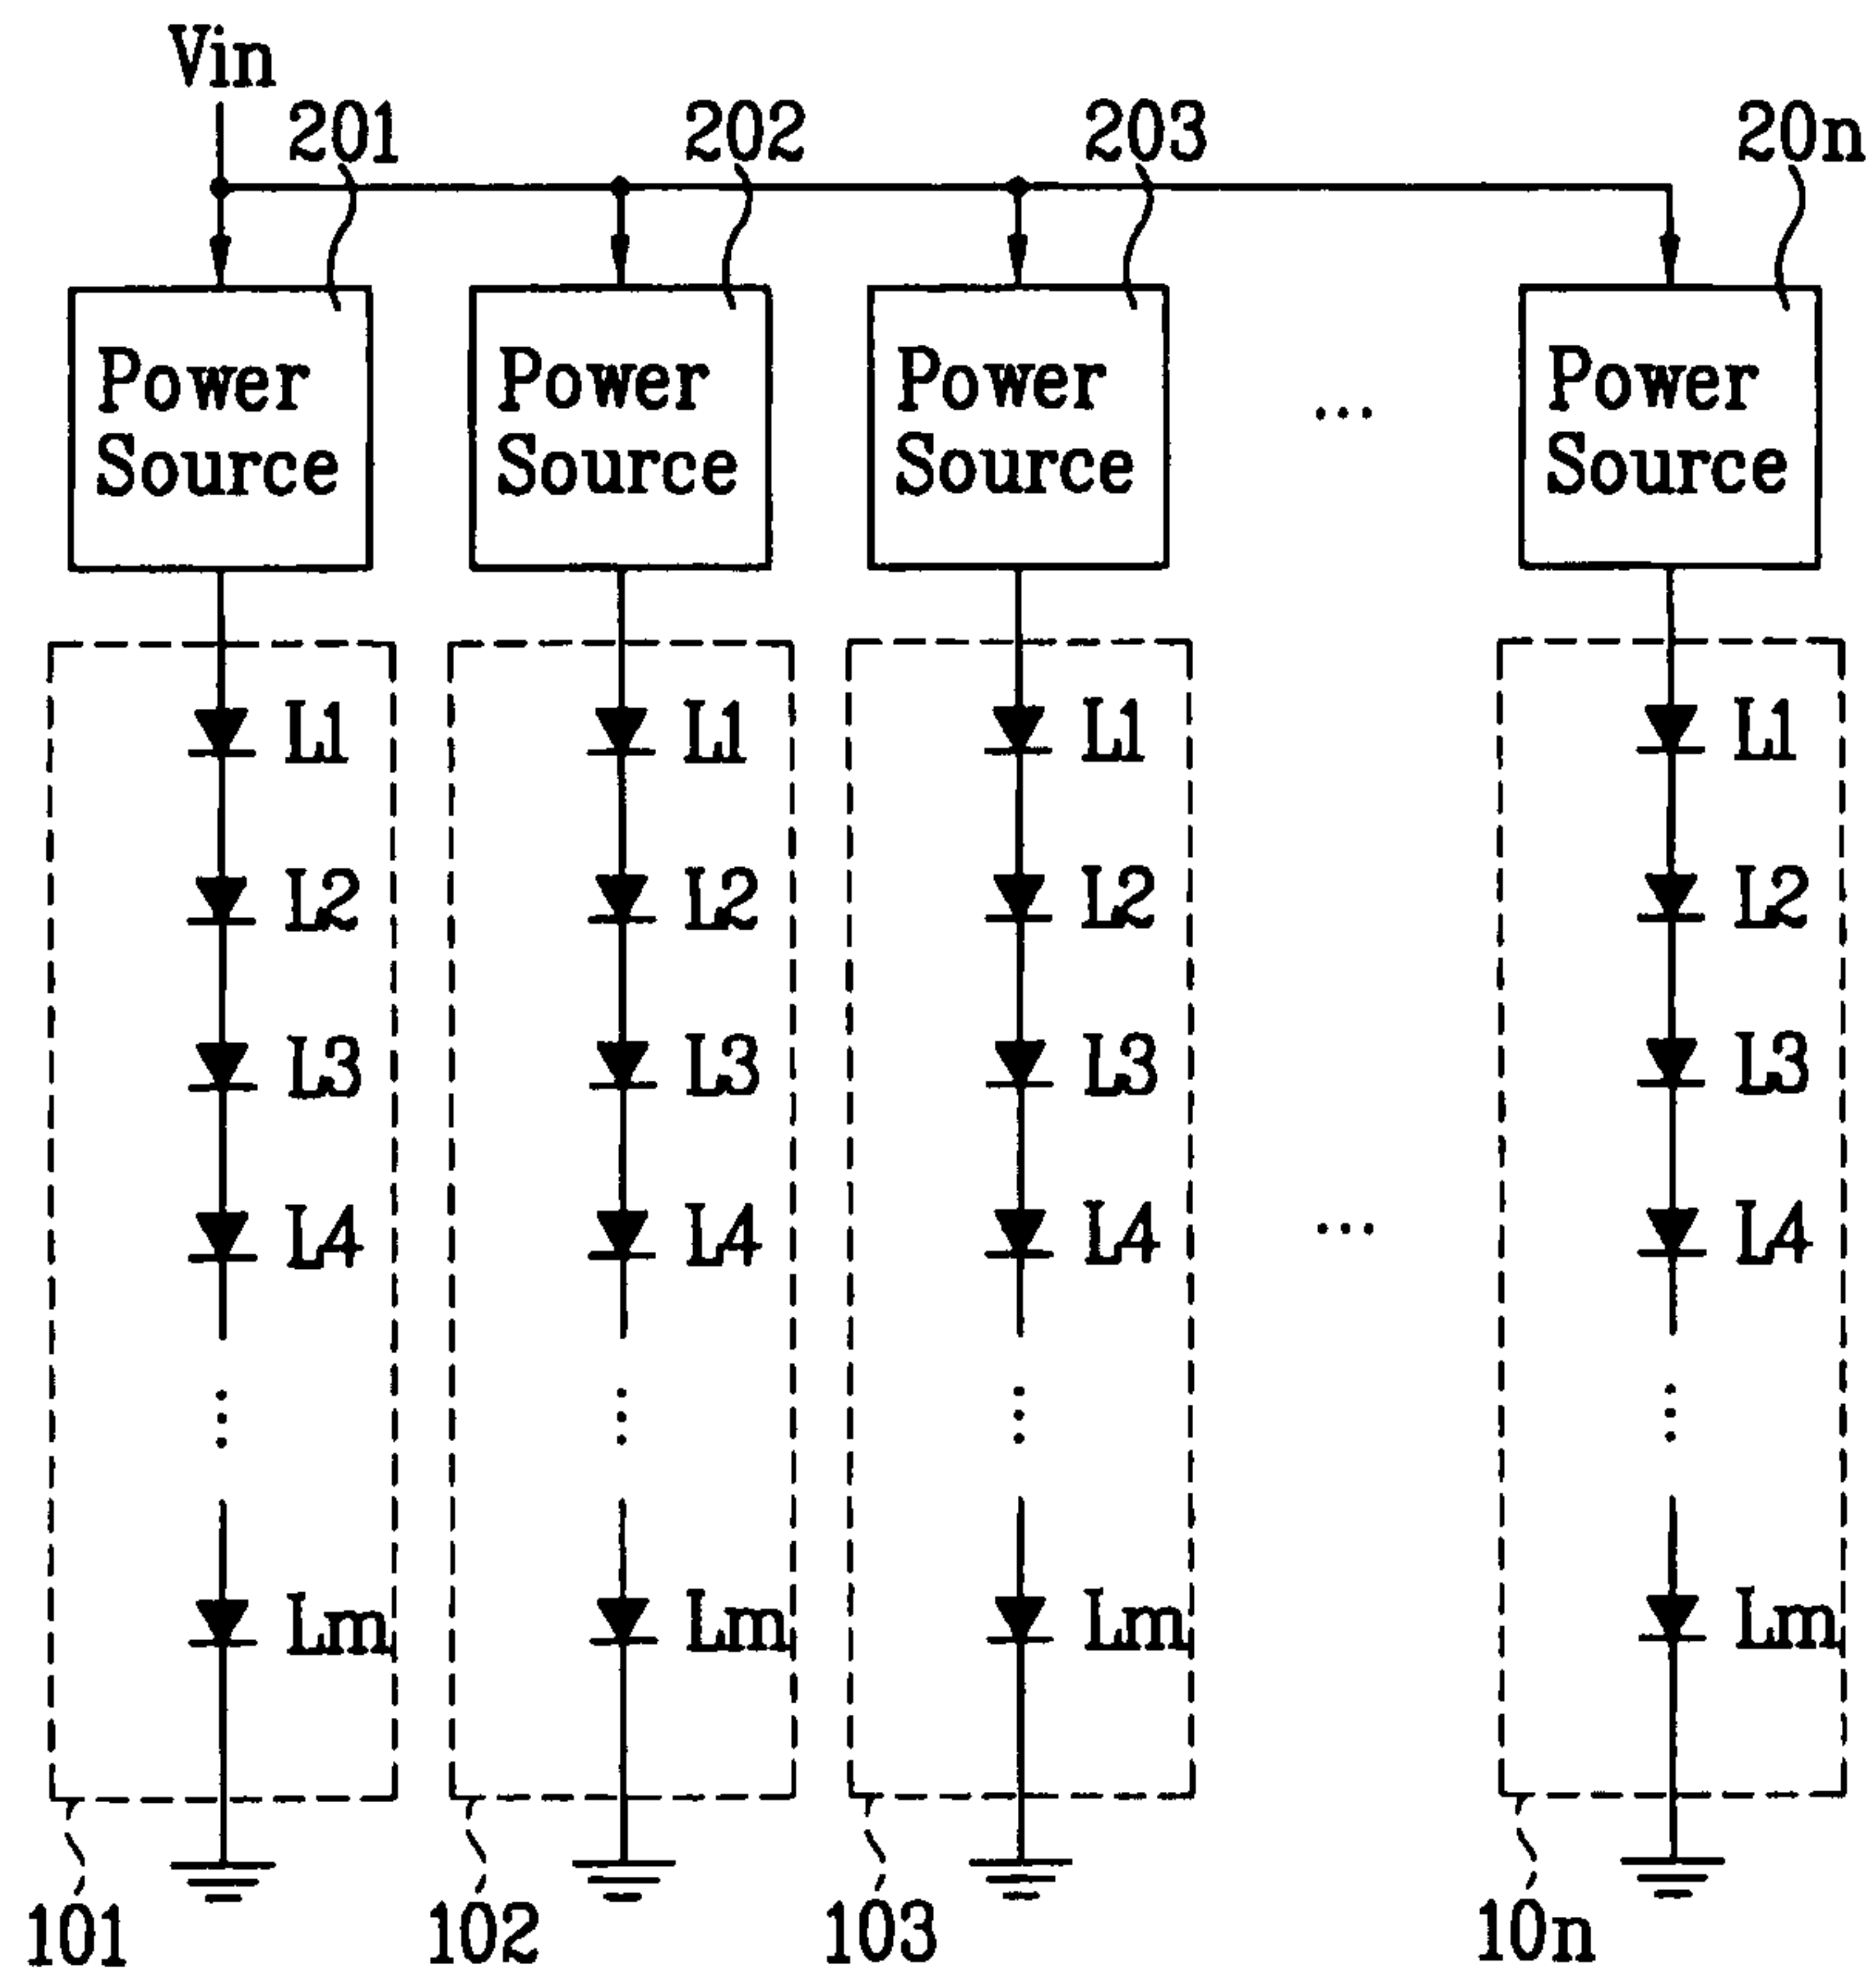 Vin
201 202 203 20n
Power Power Power Power
Source Source Source ... Source
L1 L1 L1 L1
L2 L2 L2 L2
L3 L3 L3 L3
L4 L4 L4 ... L4
Lm Lm Lm Lm
101 102 103 10n